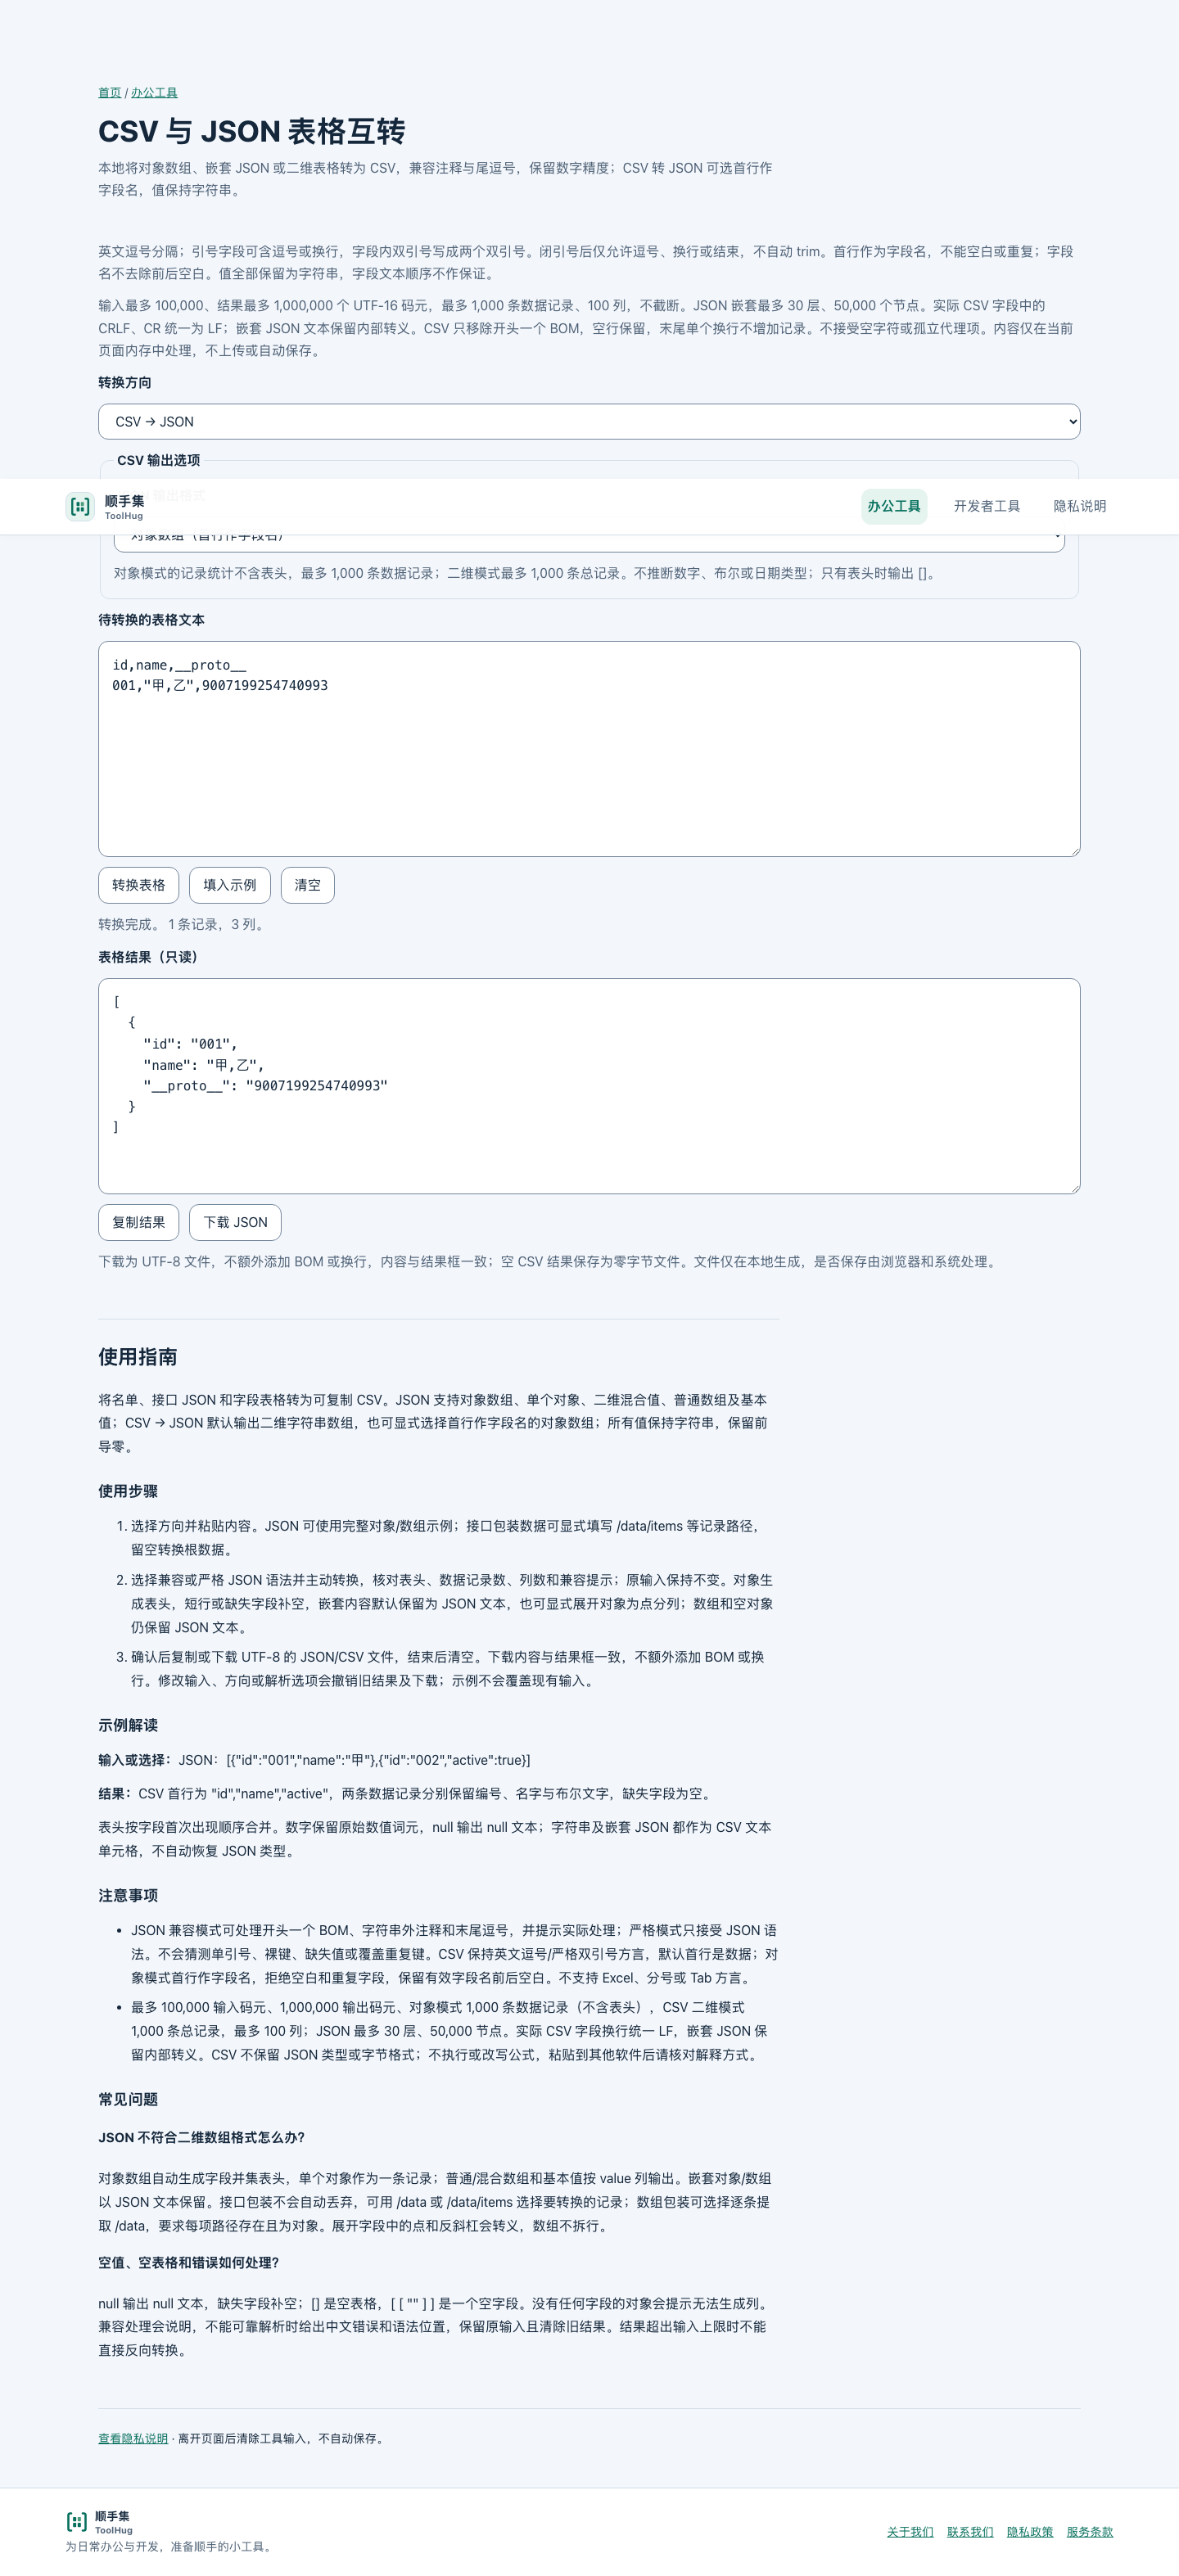 首页 / 办公工具
CSV 与 JSON 表格互转
本地将对象数组、嵌套 JSON 或二维表格转为 CSV，兼容注释与尾逗号，保留数字精度；CSV 转 JSON 可选首行作
字段名，值保持字符串。
英文逗号分隔；引号字段可含逗号或换行，字段内双引号写成两个双引号。闭引号后仅允许逗号、换行或结束，不自动 trim。首行作为字段名，不能空白或重复；字段
名不去除前后空白。值全部保留为字符串，字段文本顺序不作保证。
输入最多 100,000、结果最多 1,000,000 个 UTF-16 码元，最多 1,000 条数据记录、100 列，不截断。JSON 嵌套最多 30 层、50,000 个节点。实际 CSV 字段中的
CRLF、CR 统一为 LF；嵌套 JSON 文本保留内部转义。CSV 只移除开头一个 BOM，空行保留，末尾单个换行不增加记录。不接受空字符或孤立代理项。内容仅在当前
页面内存中处理，不上传或自动保存。
转换方向
CSV → JSON
CSV 输出选项
输出格式
顺手集
ToolHug
办公工具 开发者工具 隐私说明
对象数组（首行作字段名）
对象模式的记录统计不含表头，最多 1,000 条数据记录；二维模式最多 1,000 条总记录。不推断数字、布尔或日期类型；只有表头时输出 []。
待转换的表格文本
id,name,__proto__
001,"甲,乙",9007199254740993
转换表格 填入示例 清空
转换完成。 1 条记录，3 列。
表格结果（只读）
[
  {
    "id": "001",
    "name": "甲,乙",
    "__proto__": "9007199254740993"
  }
]
复制结果 下载 JSON
下载为 UTF-8 文件，不额外添加 BOM 或换行，内容与结果框一致；空 CSV 结果保存为零字节文件。文件仅在本地生成，是否保存由浏览器和系统处理。
使用指南
将名单、接口 JSON 和字段表格转为可复制 CSV。JSON 支持对象数组、单个对象、二维混合值、普通数组及基本
值；CSV → JSON 默认输出二维字符串数组，也可显式选择首行作字段名的对象数组；所有值保持字符串，保留前
导零。
使用步骤
1. 选择方向并粘贴内容。JSON 可使用完整对象/数组示例；接口包装数据可显式填写 /data/items 等记录路径，
留空转换根数据。
2. 选择兼容或严格 JSON 语法并主动转换，核对表头、数据记录数、列数和兼容提示；原输入保持不变。对象生
成表头，短行或缺失字段补空，嵌套内容默认保留为 JSON 文本，也可显式展开对象为点分列；数组和空对象
仍保留 JSON 文本。
3. 确认后复制或下载 UTF-8 的 JSON/CSV 文件，结束后清空。下载内容与结果框一致，不额外添加 BOM 或换
行。修改输入、方向或解析选项会撤销旧结果及下载；示例不会覆盖现有输入。
示例解读
输入或选择：JSON：[{"id":"001","name":"甲"},{"id":"002","active":true}]
结果：CSV 首行为 "id","name","active"，两条数据记录分别保留编号、名字与布尔文字，缺失字段为空。
表头按字段首次出现顺序合并。数字保留原始数值词元，null 输出 null 文本；字符串及嵌套 JSON 都作为 CSV 文本
单元格，不自动恢复 JSON 类型。
注意事项
• JSON 兼容模式可处理开头一个 BOM、字符串外注释和末尾逗号，并提示实际处理；严格模式只接受 JSON 语
法。不会猜测单引号、裸键、缺失值或覆盖重复键。CSV 保持英文逗号/严格双引号方言，默认首行是数据；对
象模式首行作字段名，拒绝空白和重复字段，保留有效字段名前后空白。不支持 Excel、分号或 Tab 方言。
• 最多 100,000 输入码元、1,000,000 输出码元、对象模式 1,000 条数据记录（不含表头），CSV 二维模式
1,000 条总记录，最多 100 列；JSON 最多 30 层、50,000 节点。实际 CSV 字段换行统一 LF，嵌套 JSON 保
留内部转义。CSV 不保留 JSON 类型或字节格式；不执行或改写公式，粘贴到其他软件后请核对解释方式。
常见问题
JSON 不符合二维数组格式怎么办？
对象数组自动生成字段并集表头，单个对象作为一条记录；普通/混合数组和基本值按 value 列输出。嵌套对象/数组
以 JSON 文本保留。接口包装不会自动丢弃，可用 /data 或 /data/items 选择要转换的记录；数组包装可选择逐条提
取 /data，要求每项路径存在且为对象。展开字段中的点和反斜杠会转义，数组不拆行。
空值、空表格和错误如何处理？
null 输出 null 文本，缺失字段补空；[] 是空表格，[ [ "" ] ] 是一个空字段。没有任何字段的对象会提示无法生成列。
兼容处理会说明，不能可靠解析时给出中文错误和语法位置，保留原输入且清除旧结果。结果超出输入上限时不能
直接反向转换。
查看隐私说明 · 离开页面后清除工具输入，不自动保存。
顺手集
ToolHug
为日常办公与开发，准备顺手的小工具。
关于我们 联系我们 隐私政策 服务条款